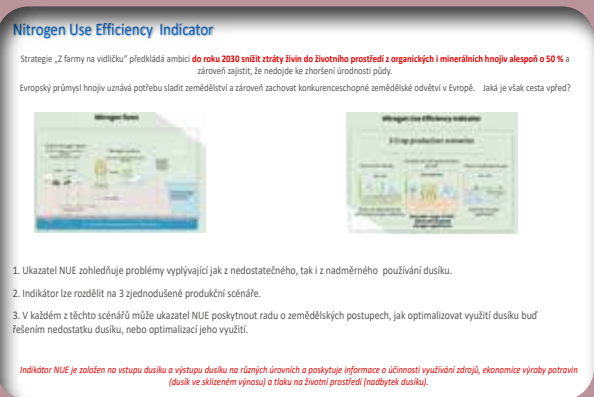 Nitrogen Use Efficiency Indicator
Strategie „Z farmy na vidličku“ předkládá ambici do roku 2030 snížit ztráty živin do životního prostředí z organických i minerálních hnojiv alespoň o 50 % a
zároveň zajistit, že nedojde ke zhoršení úrodnosti půdy.
Evropský průmysl hnojiv uznává potřebu sladit zemědělství a zároveň zachovat konkurenceschopné zemědělské odvětví v Evropě. Jaká je však cesta vpřed?
Nitrogen flows
Nitrogen Use Efficiency Indicator
3 Crop production scenarios
1. Ukazatel NUE zohledňuje problémy vyplývající jak z nedostatečného, tak i z nadměrného používání dusíku.
2. Indikátor lze rozdělit na 3 zjednodušené produkční scénáře.
3. V každém z těchto scénářů může ukazatel NUE poskytnout radu o zemědělských postupech, jak optimalizovat využití dusíku buď
řešením nedostatku dusíku, nebo optimalizací jeho využití.
Indikátor NUE je založen na vstupu dusíku a výstupu dusíku na různých úrovních a poskytuje informace o účinnosti využívání zdrojů, ekonomice výroby potravin
(dusík ve sklizeném výnosu) a tlaku na životní prostředí (nadbytek dusíku).